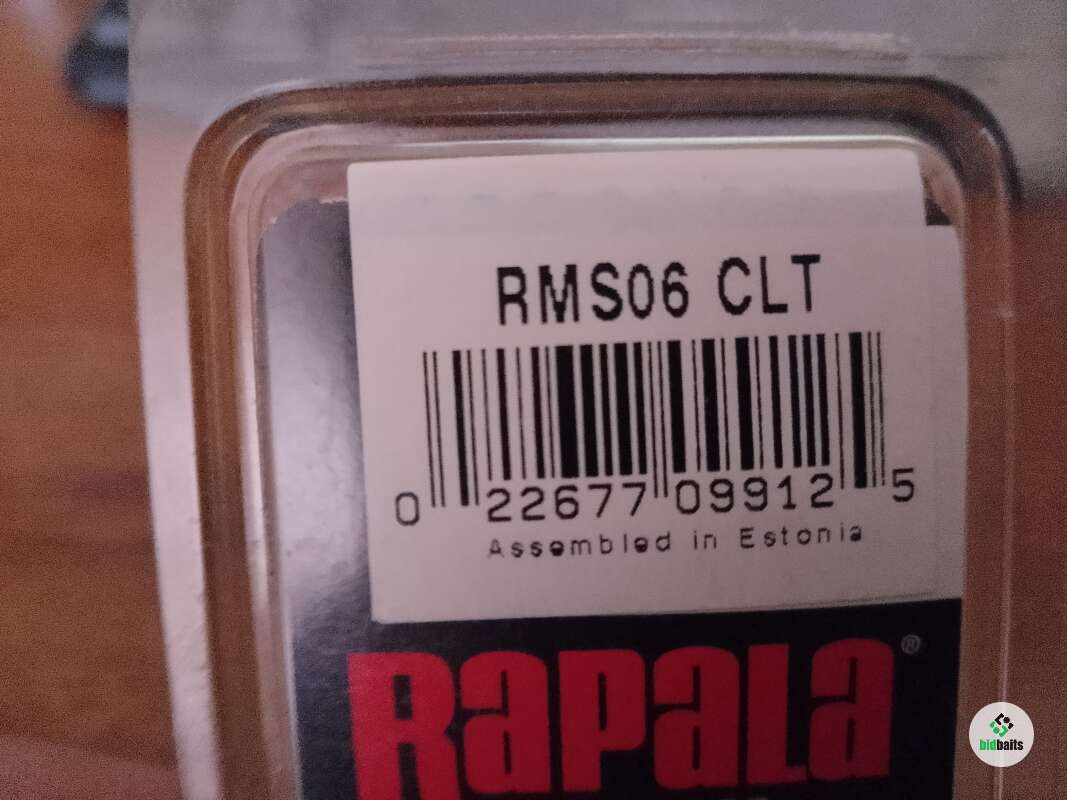 RMS06 CLT
0 22677 09912 5
Assembled in Estonia
RAPALA®
bidbaits